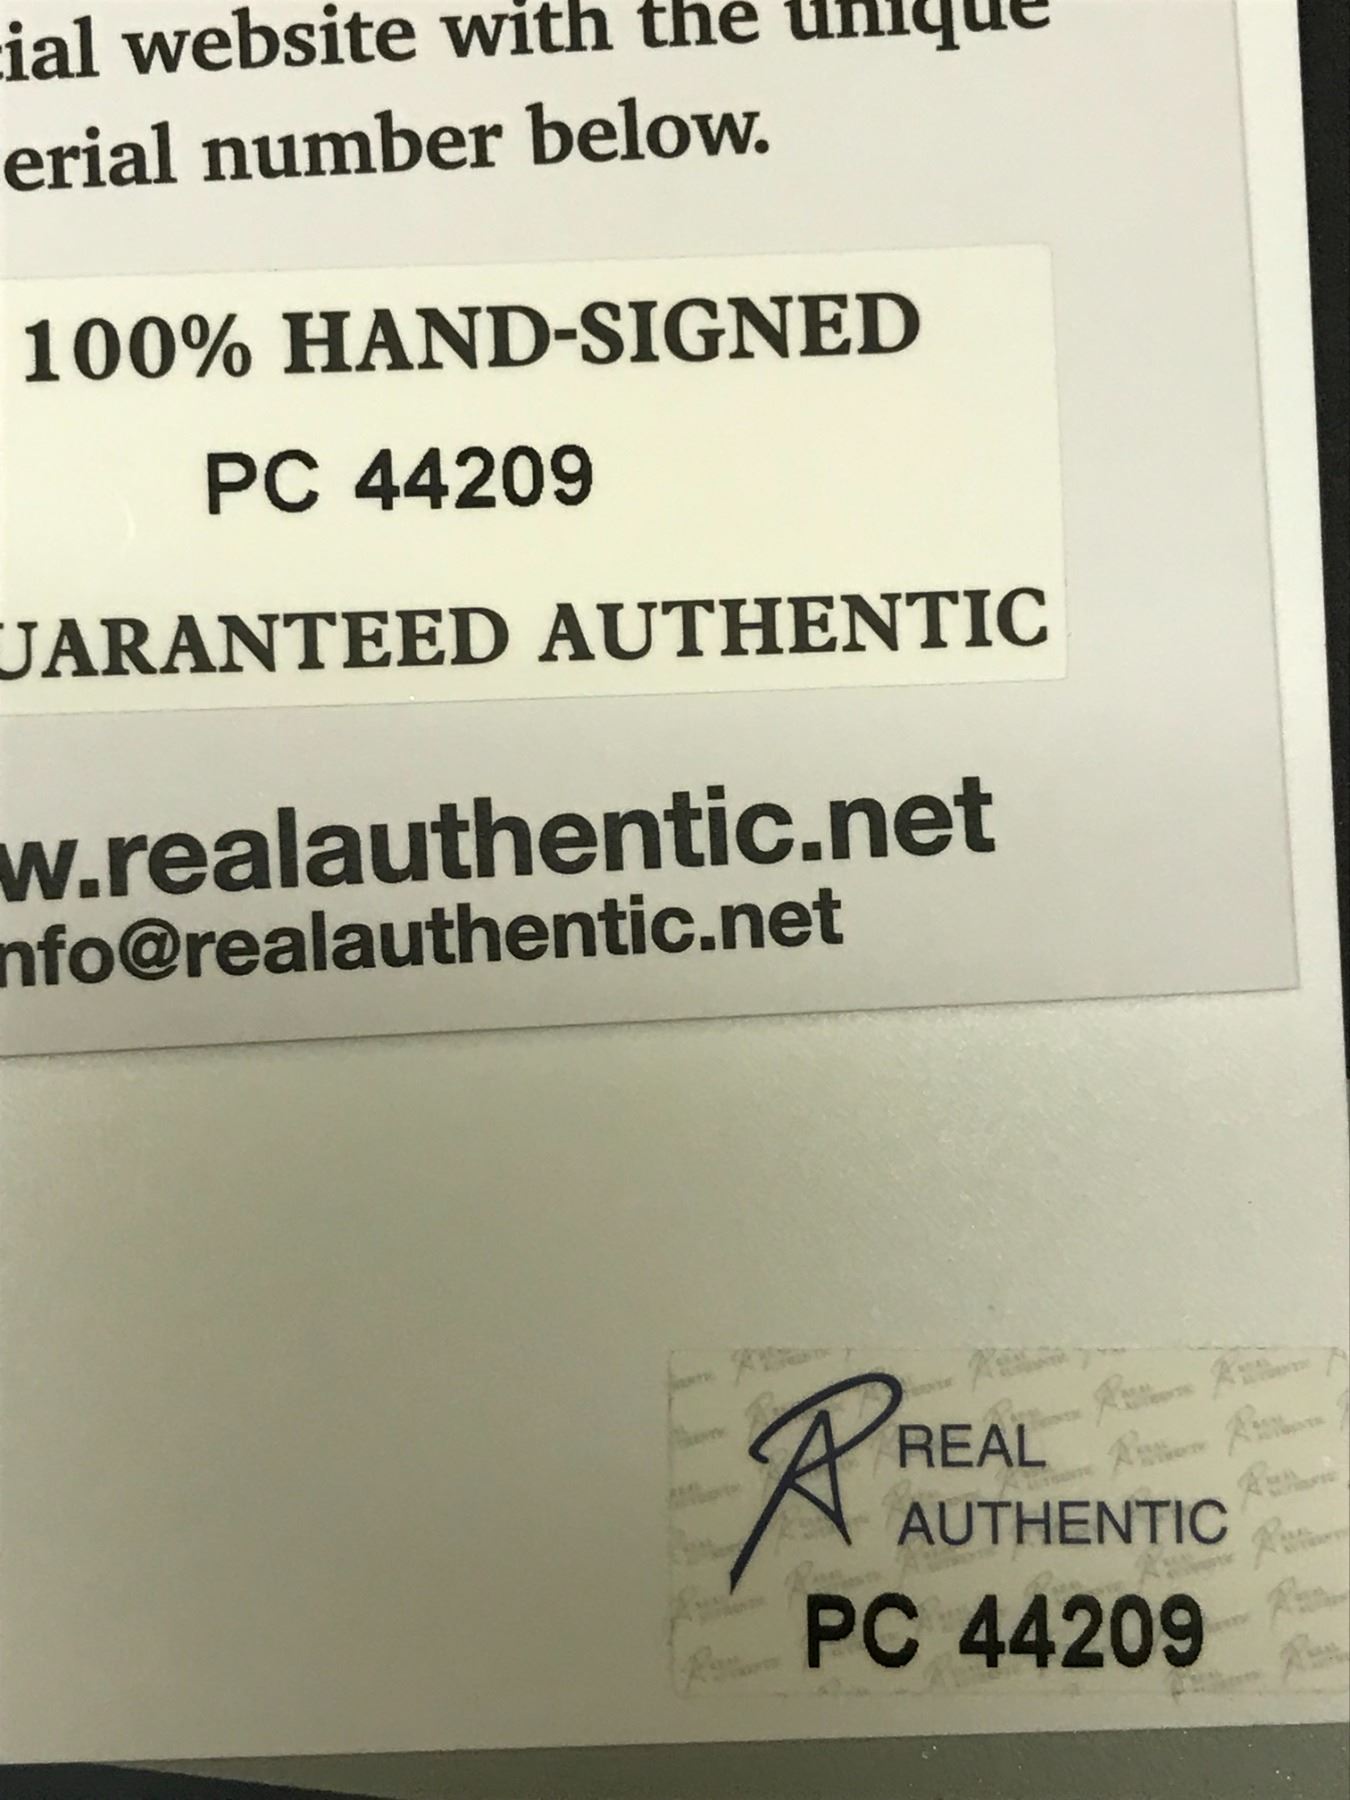 cial website with the unique
erial number below.
100% HAND-SIGNED
PC 44209
UARANTEED AUTHENTIC
w.realauthentic.net
nfo@realauthentic.net
REAL
AUTHENTIC
PC 44209